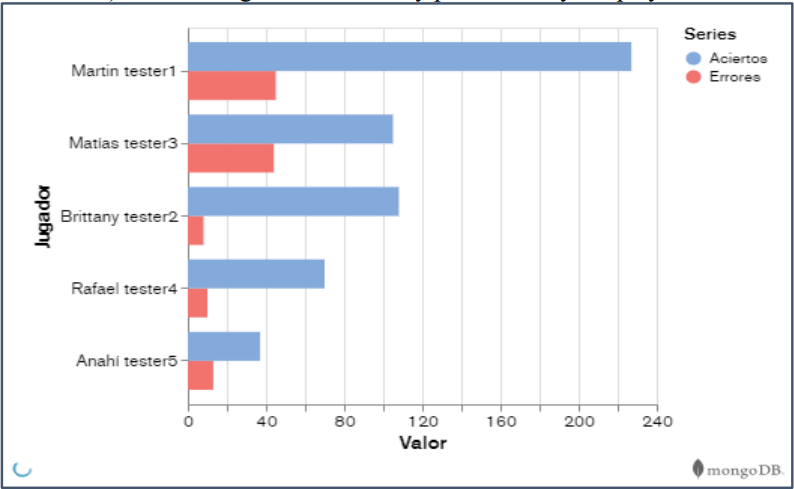 Series
Aciertos
Errores
Jugador
Martin tester1
Matías tester3
Brittany tester2
Rafael tester4
Anahí tester5
0 40 80 120 160 200 240
Valor
mongoDB.